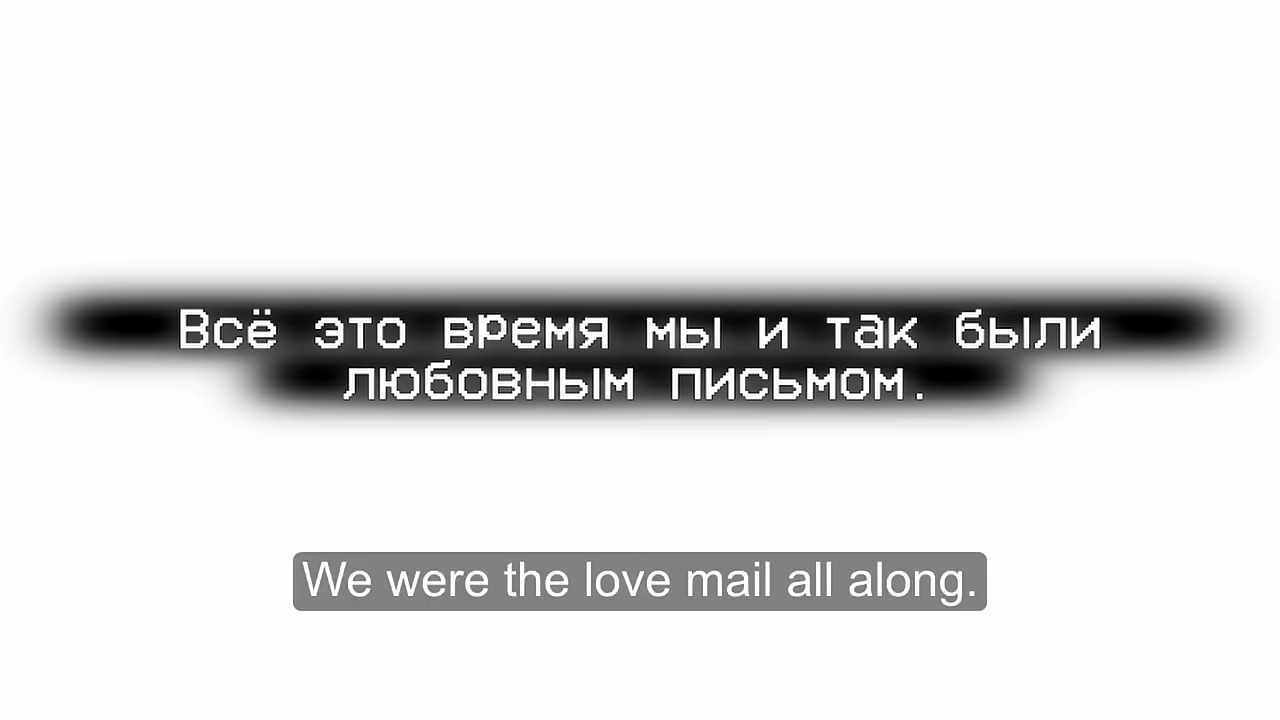 Всё это время мы и так были
любовным письмом.
We were the love mail all along.